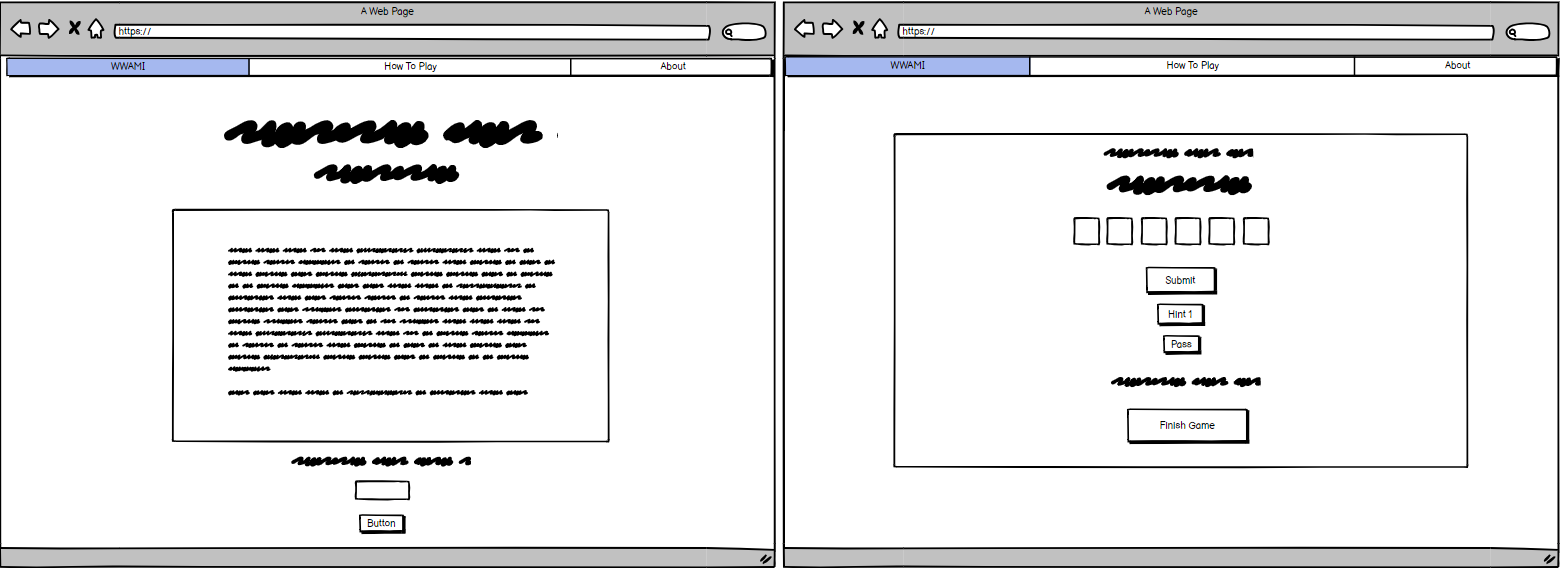 A Web Page
https://
WWAMI How To Play About
Button
A Web Page
https://
WWAMI How To Play About
Submit
Hint 1
Pass
Finish Game